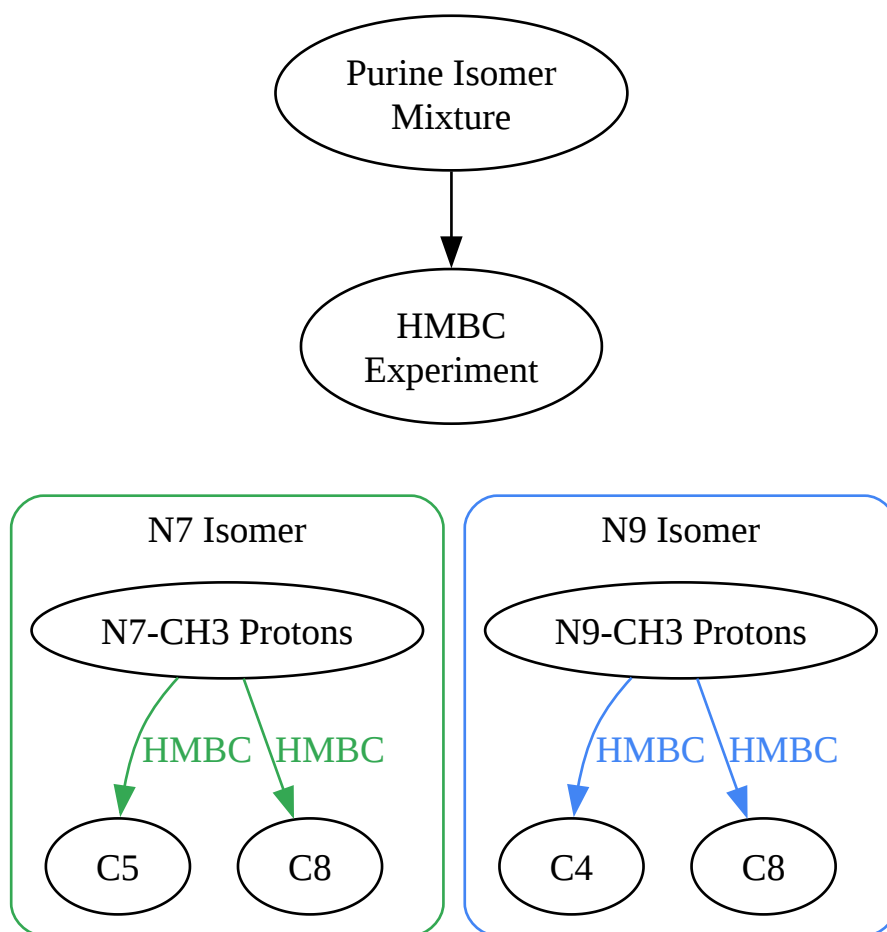 Purine Isomer
Mixture
HMBC
Experiment
N7 Isomer
N9 Isomer
N7-CH3 Protons
N9-CH3 Protons
HMBC HMBC
HMBC HMBC
C5
C8
C4
C8